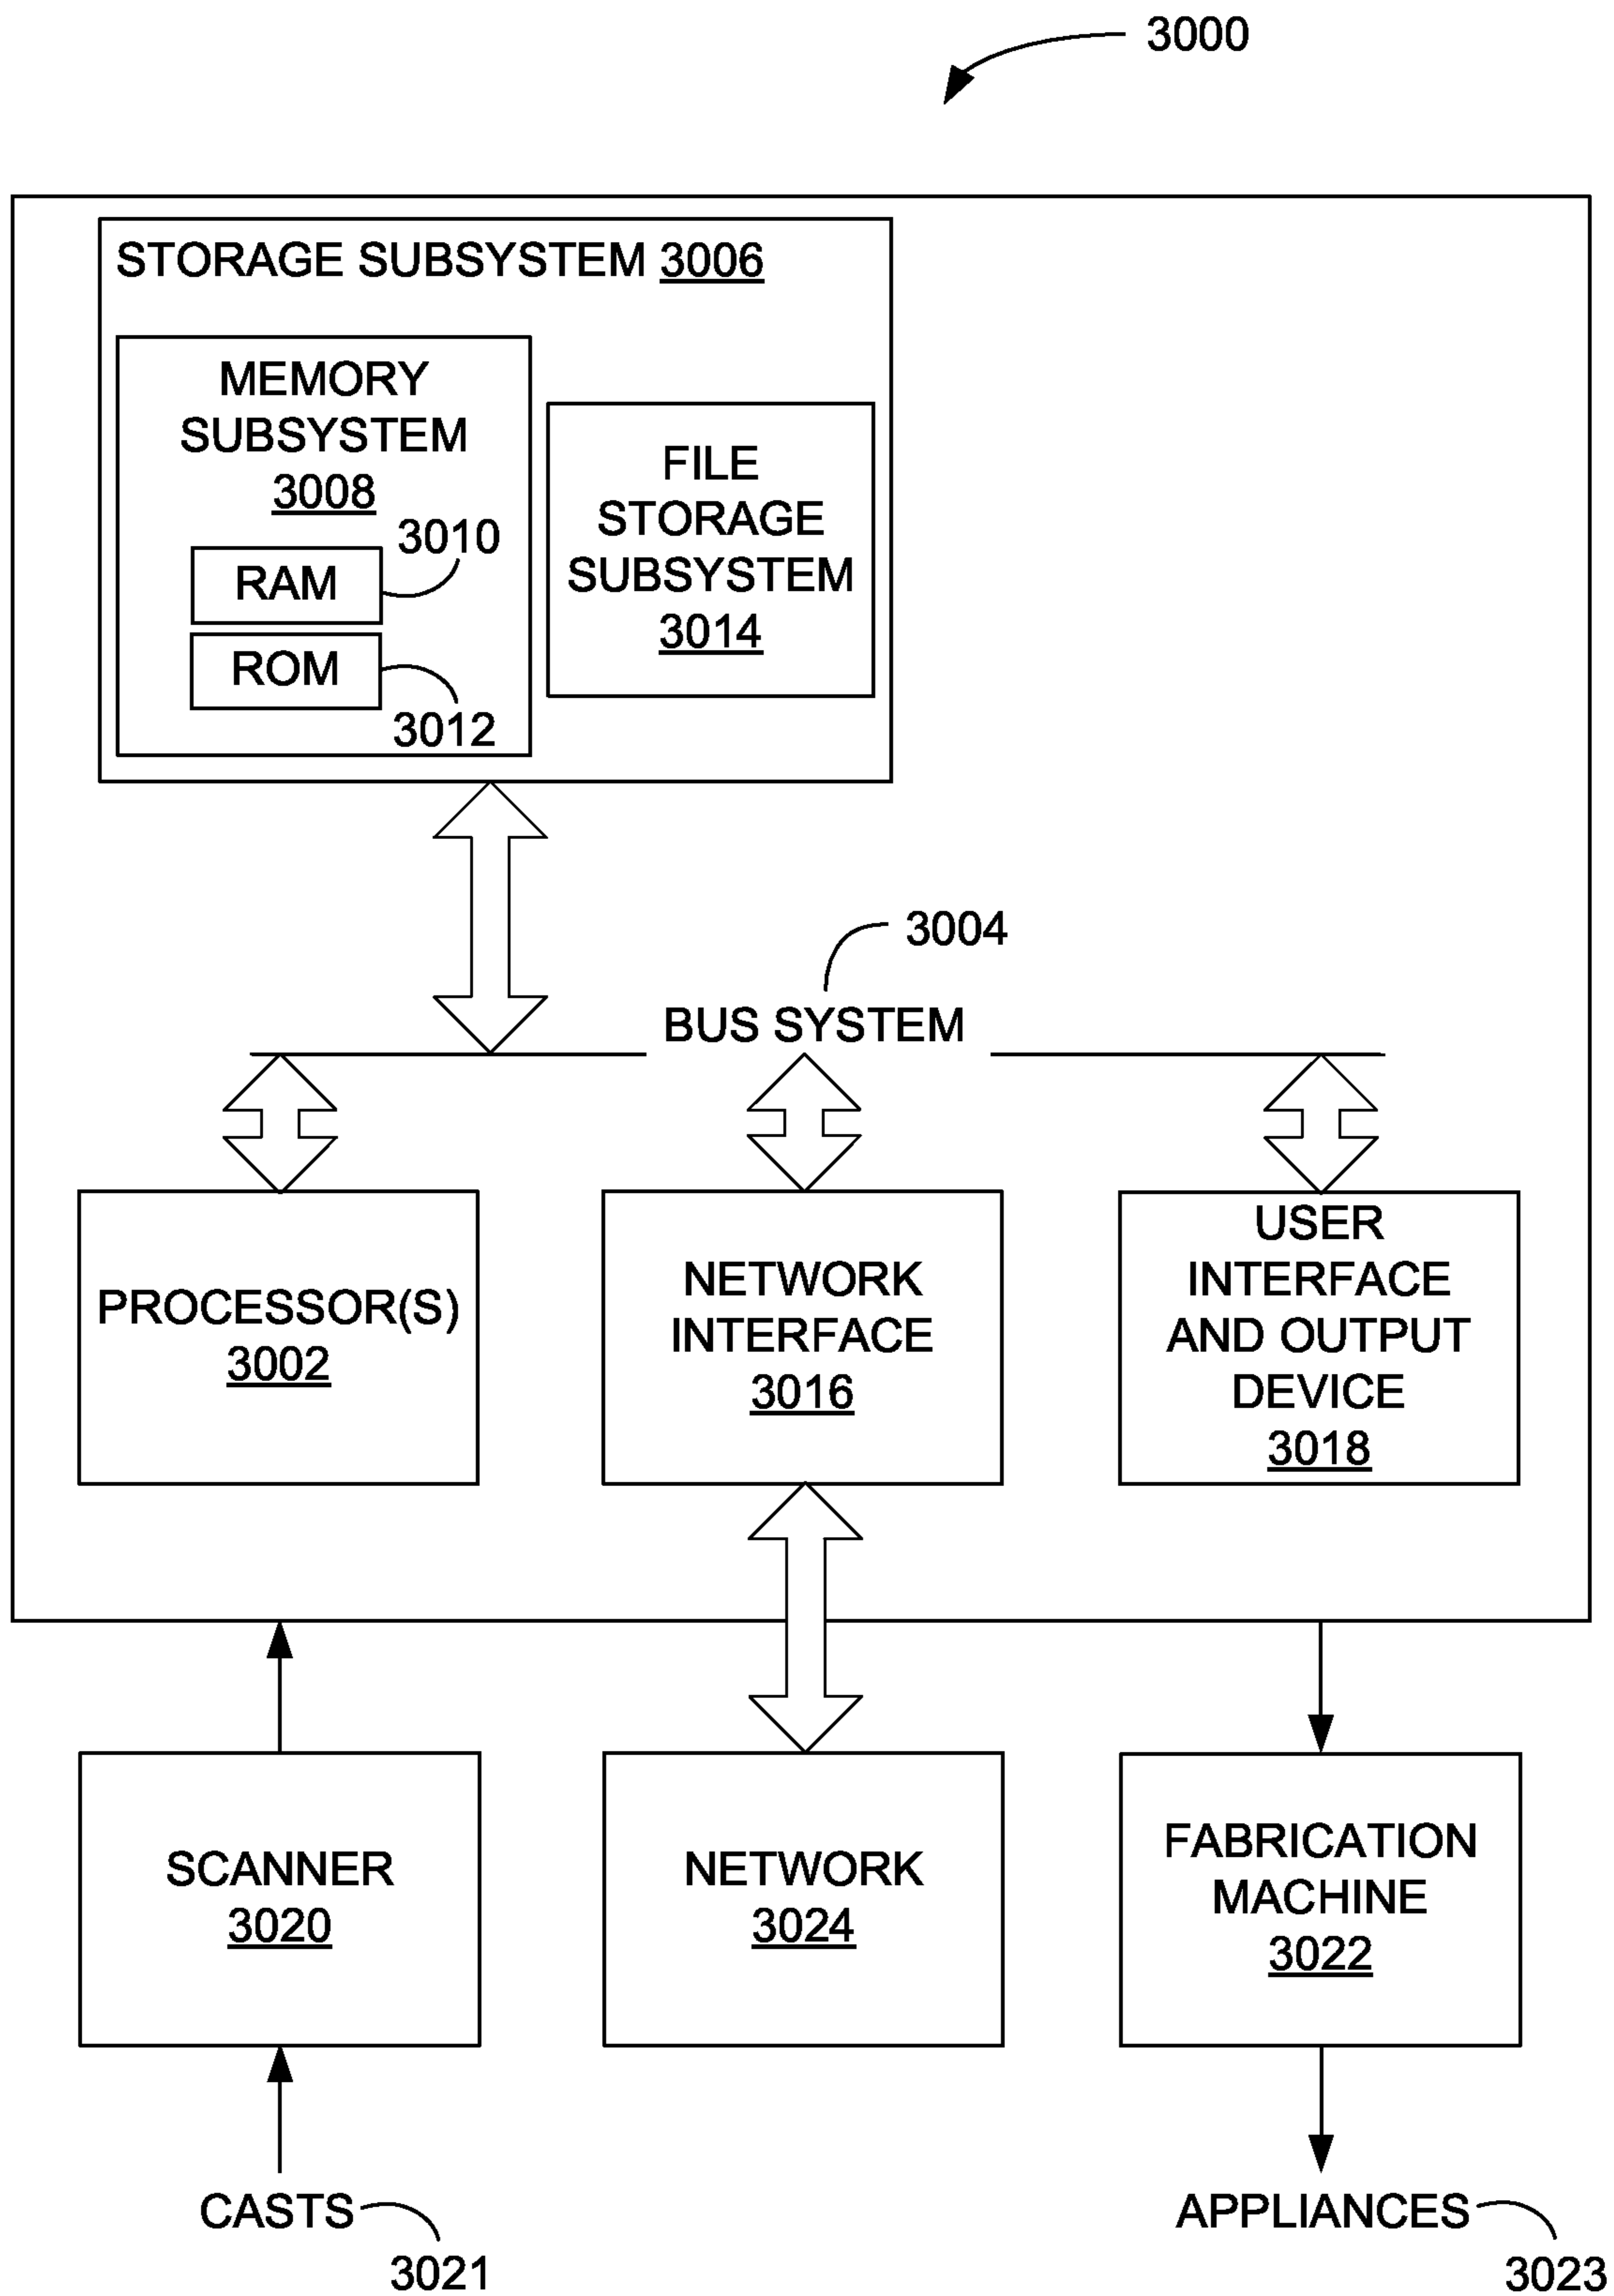 3000
STORAGE SUBSYSTEM 3006
MEMORY
SUBSYSTEM
3008
3010
RAM
ROM
3012
FILE
STORAGE
SUBSYSTEM
3014
3004
BUS SYSTEM
PROCESSOR(S)
3002
NETWORK
INTERFACE
3016
USER
INTERFACE
AND OUTPUT
DEVICE
3018
SCANNER
3020
NETWORK
3024
FABRICATION
MACHINE
3022
CASTS
3021
APPLIANCES
3023